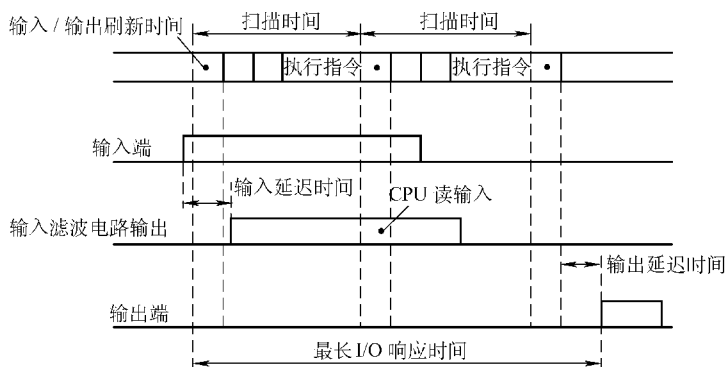 扫描时间
扫描时间
输入 / 输出刷新时间
执行指令
执行指令
输入端
输入延迟时间
CPU 读输入
输入滤波电路输出
输出延迟时间
输出端
最长 I/O 响应时间